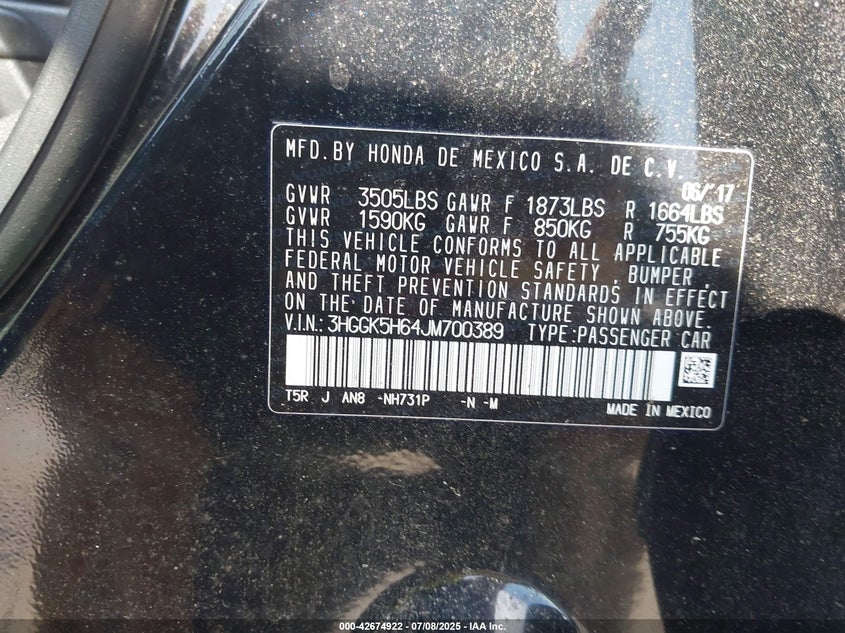 MFD.BY HONDA DE MEXICO S.A. DE C.V.
06/'17
GVWR 3505LBS GAWR F 1873LBS R 1664LBS
GVWR 1590KG GAWR F 850KG R 755KG
THIS VEHICLE CONFORMS TO ALL APPLICABLE
FEDERAL MOTOR VEHICLE SAFETY, BUMPER,
AND THEFT PREVENTION STANDARDS IN EFFECT
ON THE DATE OF MANUFACTURE SHOWN ABOVE.
V.I.N.: 3HGGK5H64JM700389 TYPE:PASSENGER CAR
T5R J AN8 -NH731P -N -M
MADE IN MEXICO
000-42674922 - 07/08/2025 - IAA Inc.